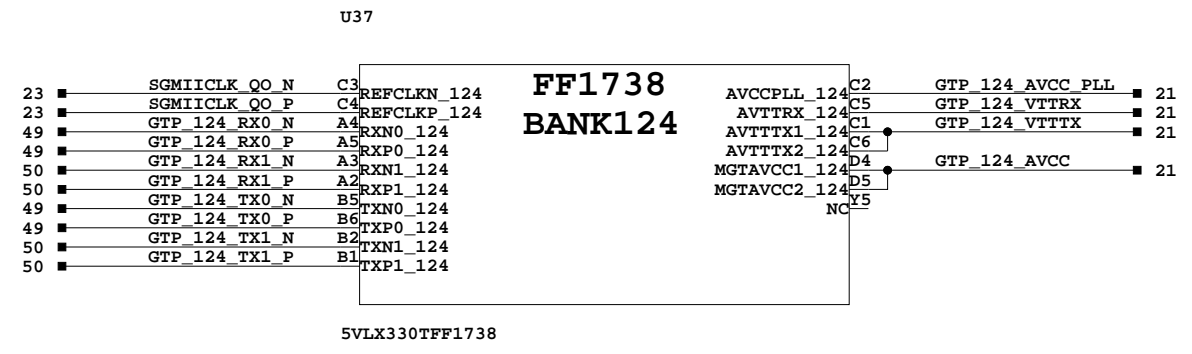 U37
FF1738
BANK124
23 SGMIICLK_QO_N C3 REFCLKN_124
23 SGMIICLK_QO_P C4 REFCLKP_124
49 GTP_124_RX0_N A4 RXN0_124
49 GTP_124_RX0_P A5 RXP0_124
50 GTP_124_RX1_N A3 RXN1_124
50 GTP_124_RX1_P A2 RXP1_124
49 GTP_124_TX0_N B5 TXN0_124
49 GTP_124_TX0_P B6 TXP0_124
50 GTP_124_TX1_N B2 TXN1_124
50 GTP_124_TX1_P B1 TXP1_124
AVCCPLL_124 C2 GTP_124_AVCC_PLL 21
AVTTRX_124 C5 GTP_124_VTTRX 21
AVTTTX1_124 C1 GTP_124_VTTTX 21
AVTTTX2_124 C6
MGTAVCC1_124 D4 GTP_124_AVCC 21
MGTAVCC2_124 D5
NC Y5
5VLX330TFF1738